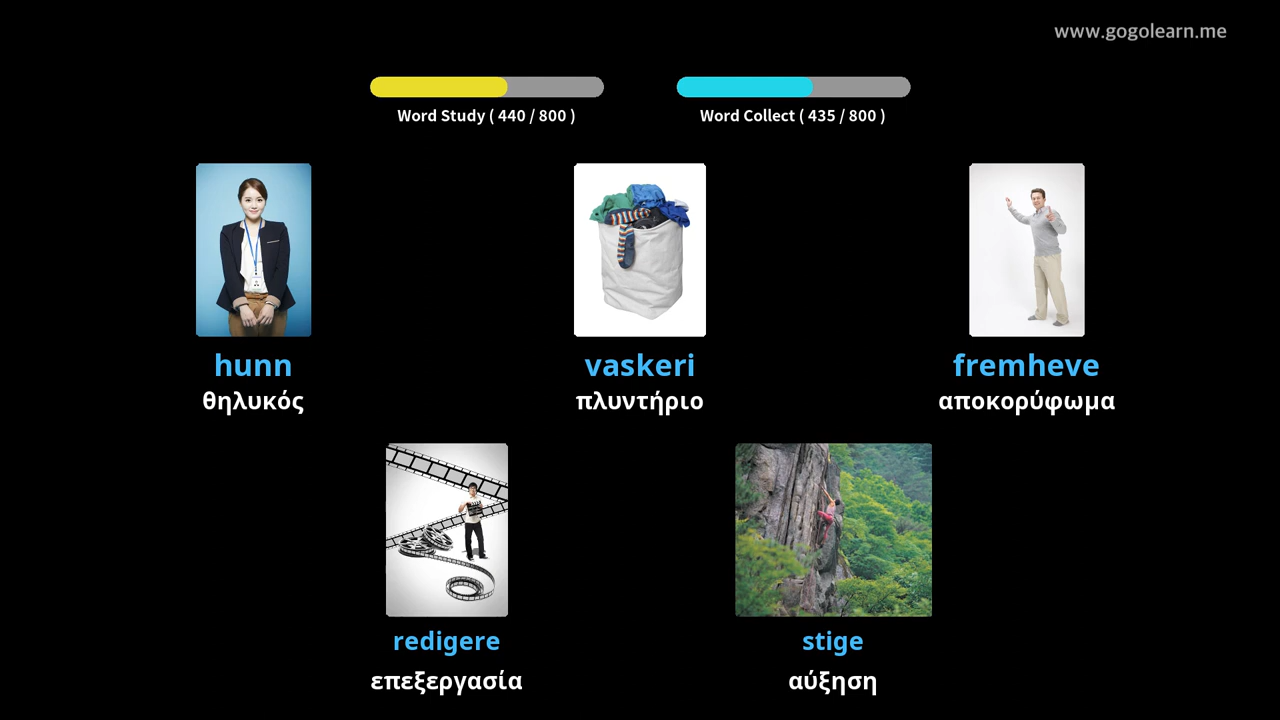 www.gogolearn.me
Word Study ( 440 / 800 )
Word Collect ( 435 / 800 )
hunn
θηλυκός
vaskeri
πλυντήριο
fremheve
αποκορύφωμα
redigere
επεξεργασία
stige
αύξηση